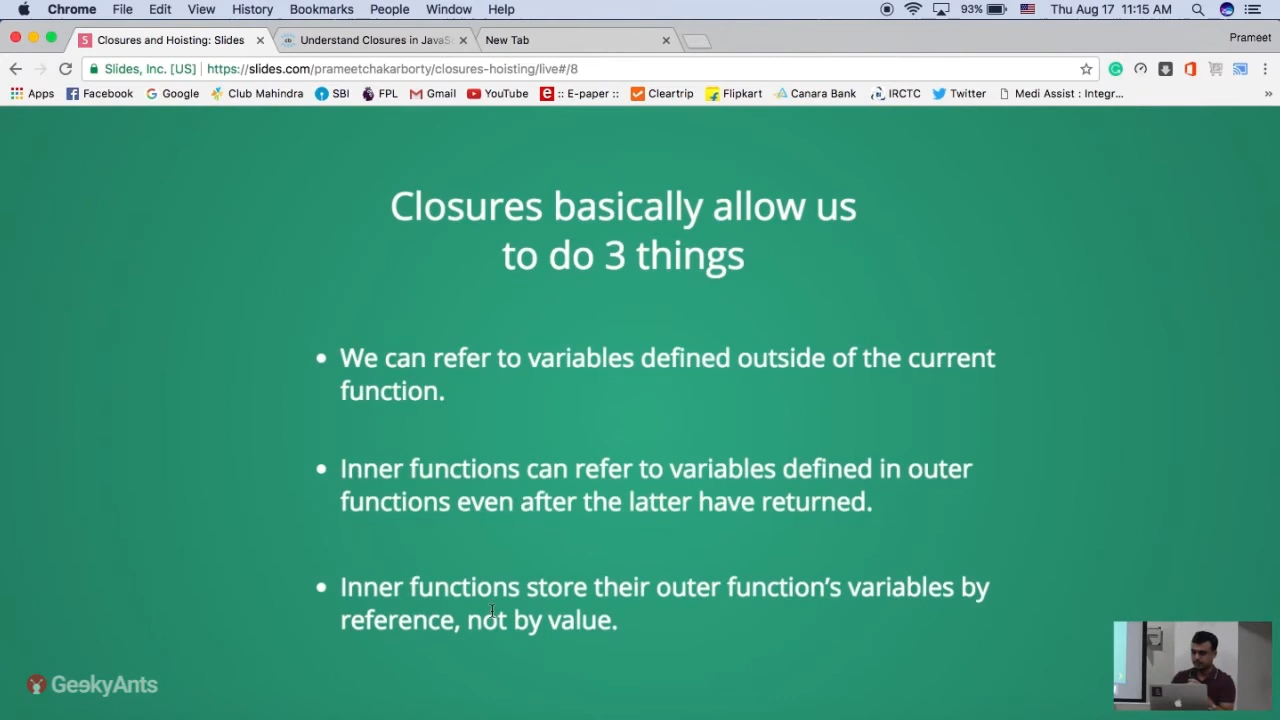 Chrome File Edit View History Bookmarks People Window Help 93% Thu Aug 17 11:15 AM
Closures and Hoisting: Slides Understand Closures in JavaSc New Tab Prameet
Slides, Inc. [US] https://slides.com/prameetchakarborty/closures-hoisting/live#/8
Apps Facebook Google Club Mahindra SBI FPL Gmail YouTube :: E-paper :: Cleartrip Flipkart Canara Bank IRCTC Twitter Medi Assist : Integr... »
Closures basically allow us
to do 3 things
• We can refer to variables defined outside of the current
function.
• Inner functions can refer to variables defined in outer
functions even after the latter have returned.
• Inner functions store their outer function’s variables by
reference, not by value.
GeekyAnts